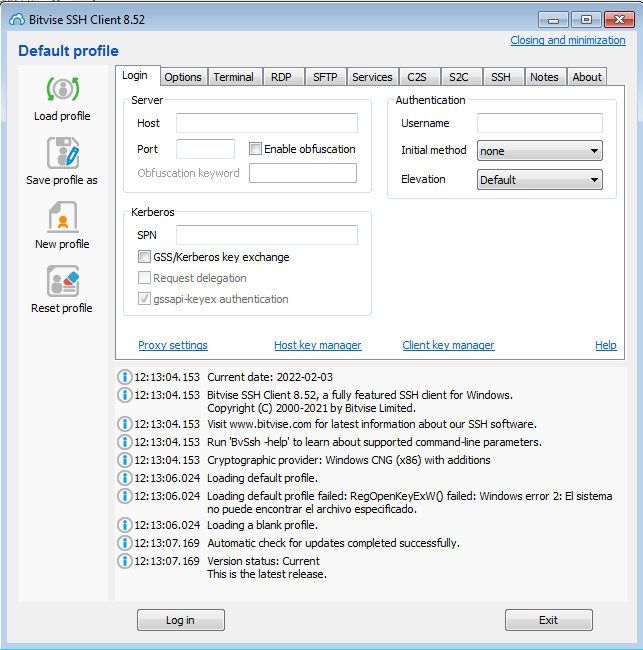 Bitvise SSH Client 8.52
Default profile
Closing and minimization
Load profile
Save profile as
New profile
Reset profile
Login
Options
Terminal
RDP
SFTP
Services
C2S
S2C
SSH
Notes
About
Server
Host
Port
Enable obfuscation
Obfuscation keyword
Authentication
Username
Initial method
none
Elevation
Default
Kerberos
SPN
GSS/Kerberos key exchange
Request delegation
gssapi-keyex authentication
Proxy settings
Host key manager
Client key manager
Help
12:13:04.153 Current date: 2022-02-03
12:13:04.153 Bitvise SSH Client 8.52, a fully featured SSH client for Windows.
Copyright (C) 2000-2021 by Bitvise Limited.
12:13:04.153 Visit www.bitvise.com for latest information about our SSH software.
12:13:04.153 Run 'BvSsh -help' to learn about supported command-line parameters.
12:13:04.153 Cryptographic provider: Windows CNG (x86) with additions
12:13:06.024 Loading default profile.
12:13:06.024 Loading default profile failed: RegOpenKeyExW() failed: Windows error 2: El sistema
no puede encontrar el archivo especificado.
12:13:06.024 Loading a blank profile.
12:13:07.169 Automatic check for updates completed successfully.
12:13:07.169 Version status: Current
This is the latest release.
Log in
Exit